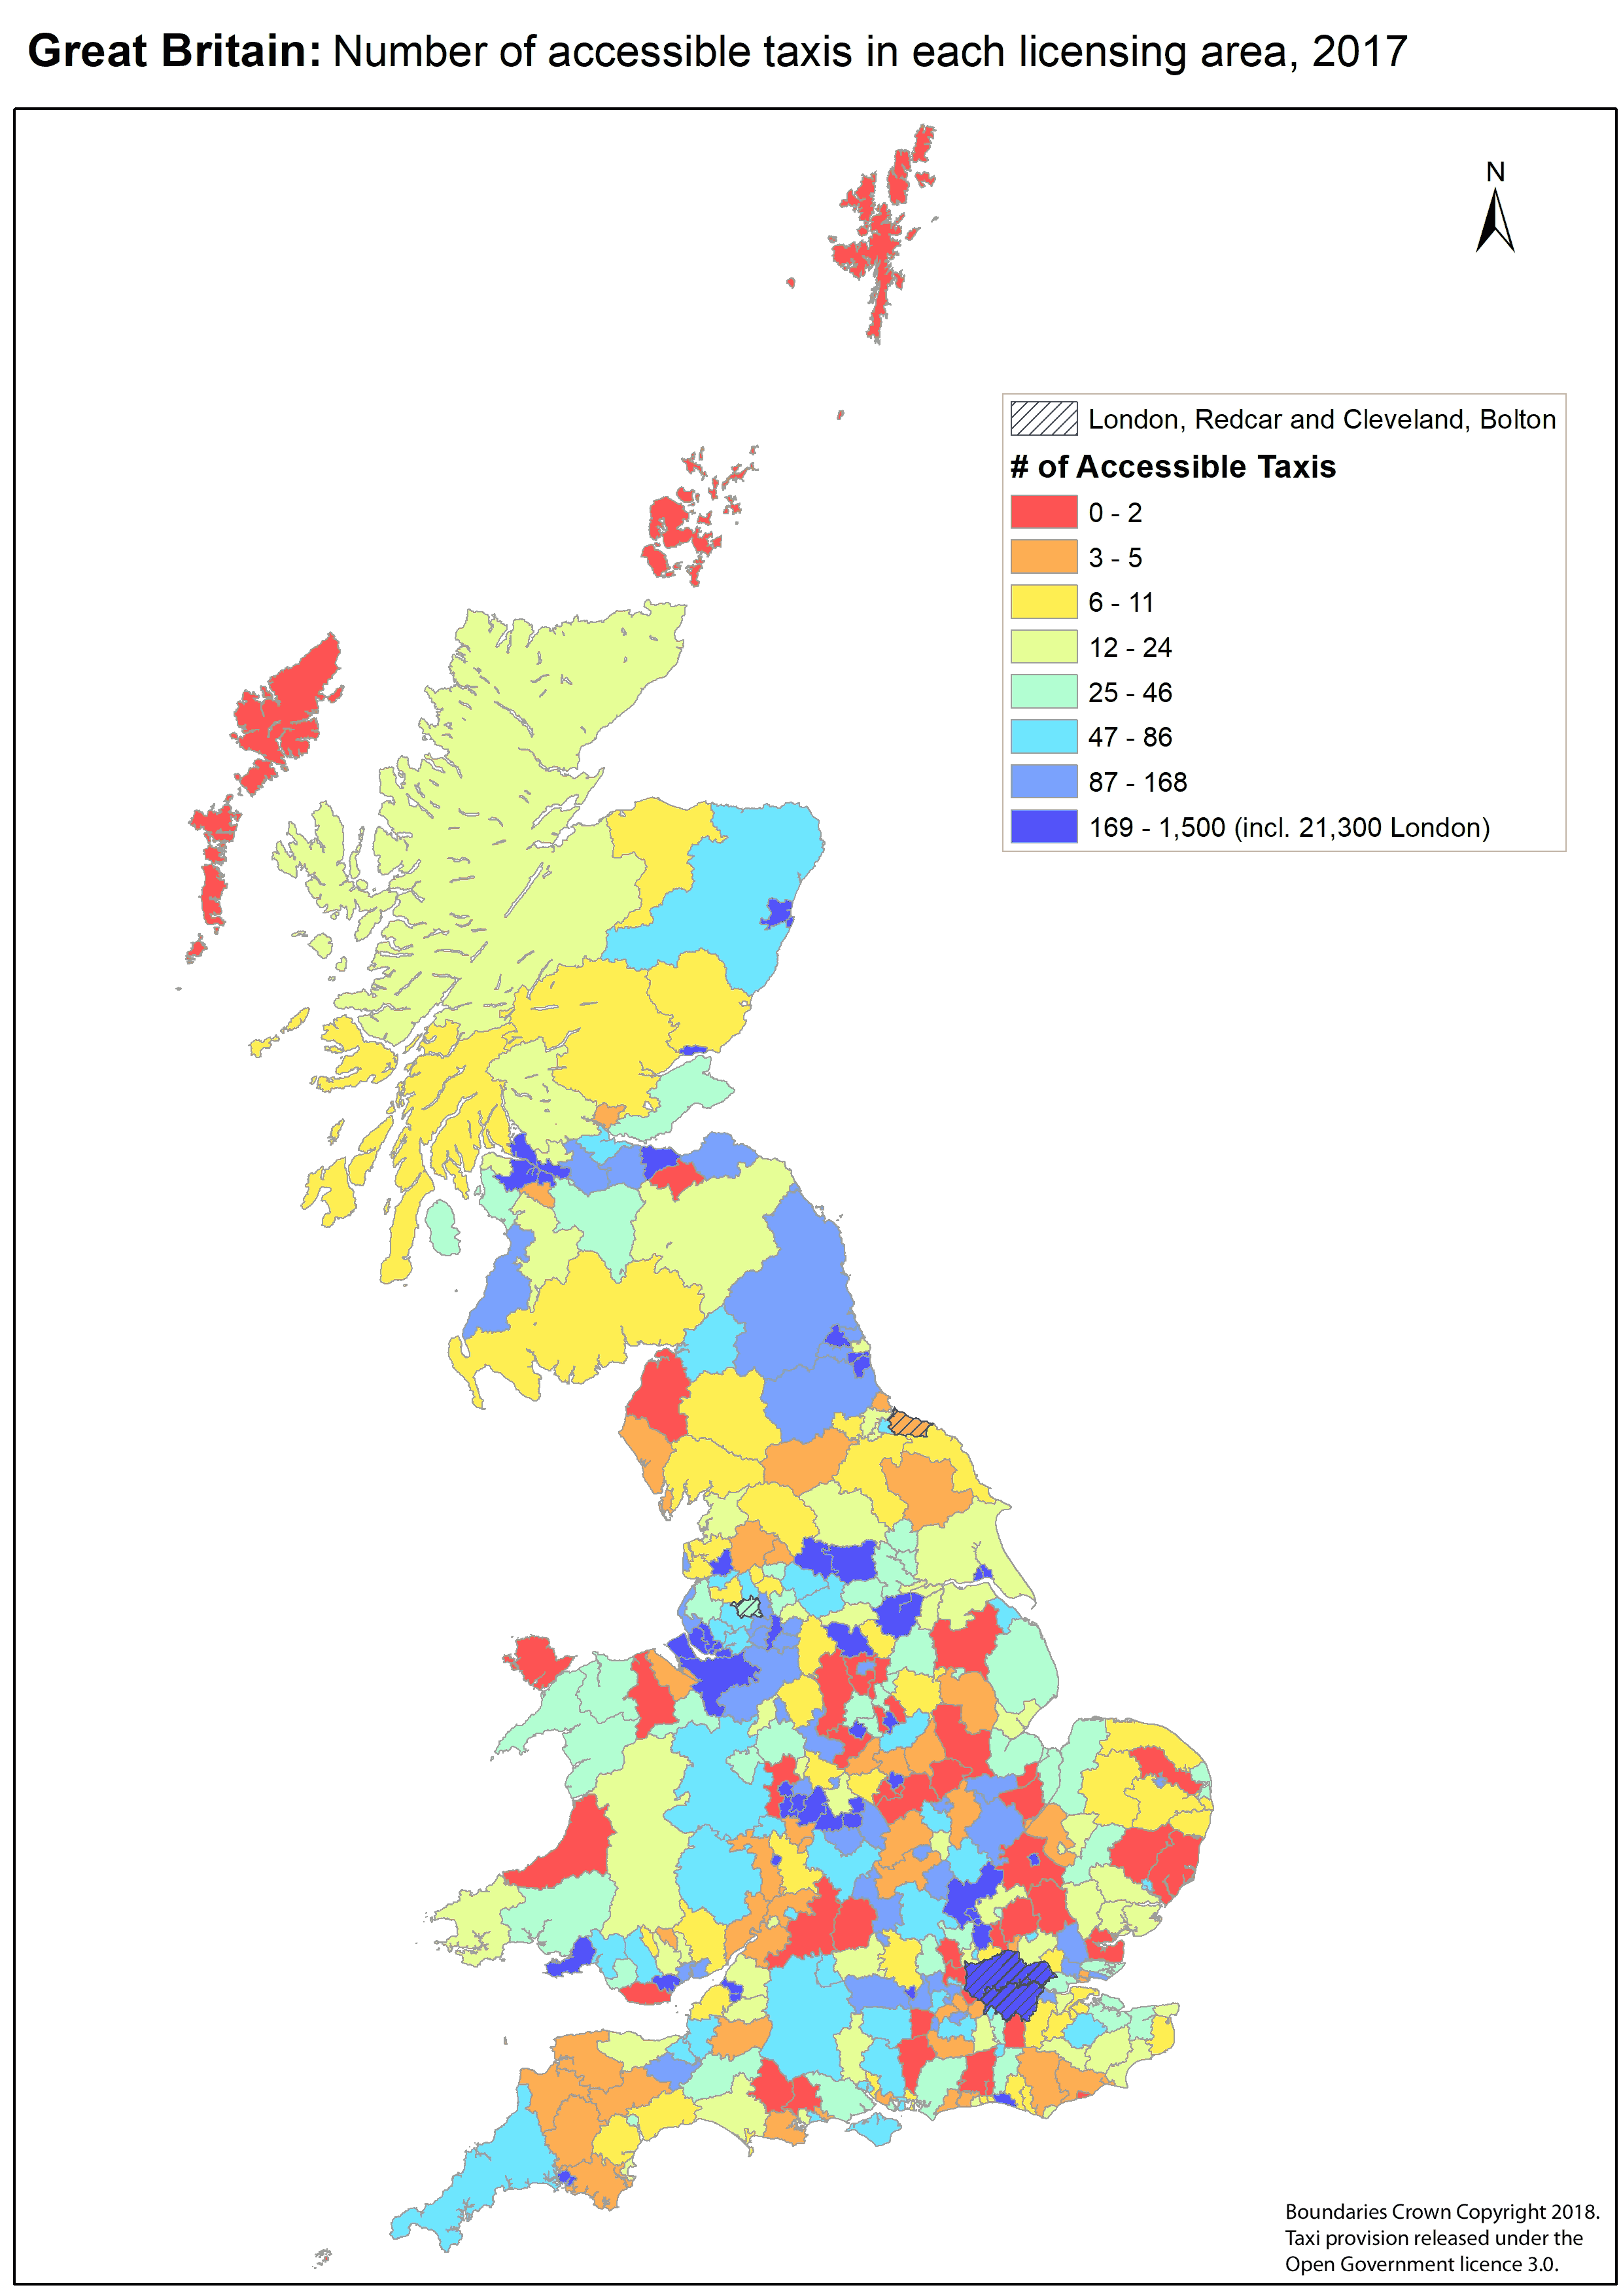 Great Britain: Number of accessible taxis in each licensing area, 2017
N
London, Redcar and Cleveland, Bolton
# of Accessible Taxis
0 - 2
3 - 5
6 - 11
12 - 24
25 - 46
47 - 86
87 - 168
169 - 1,500 (incl. 21,300 London)
Boundaries Crown Copyright 2018.
Taxi provision released under the
Open Government licence 3.0.